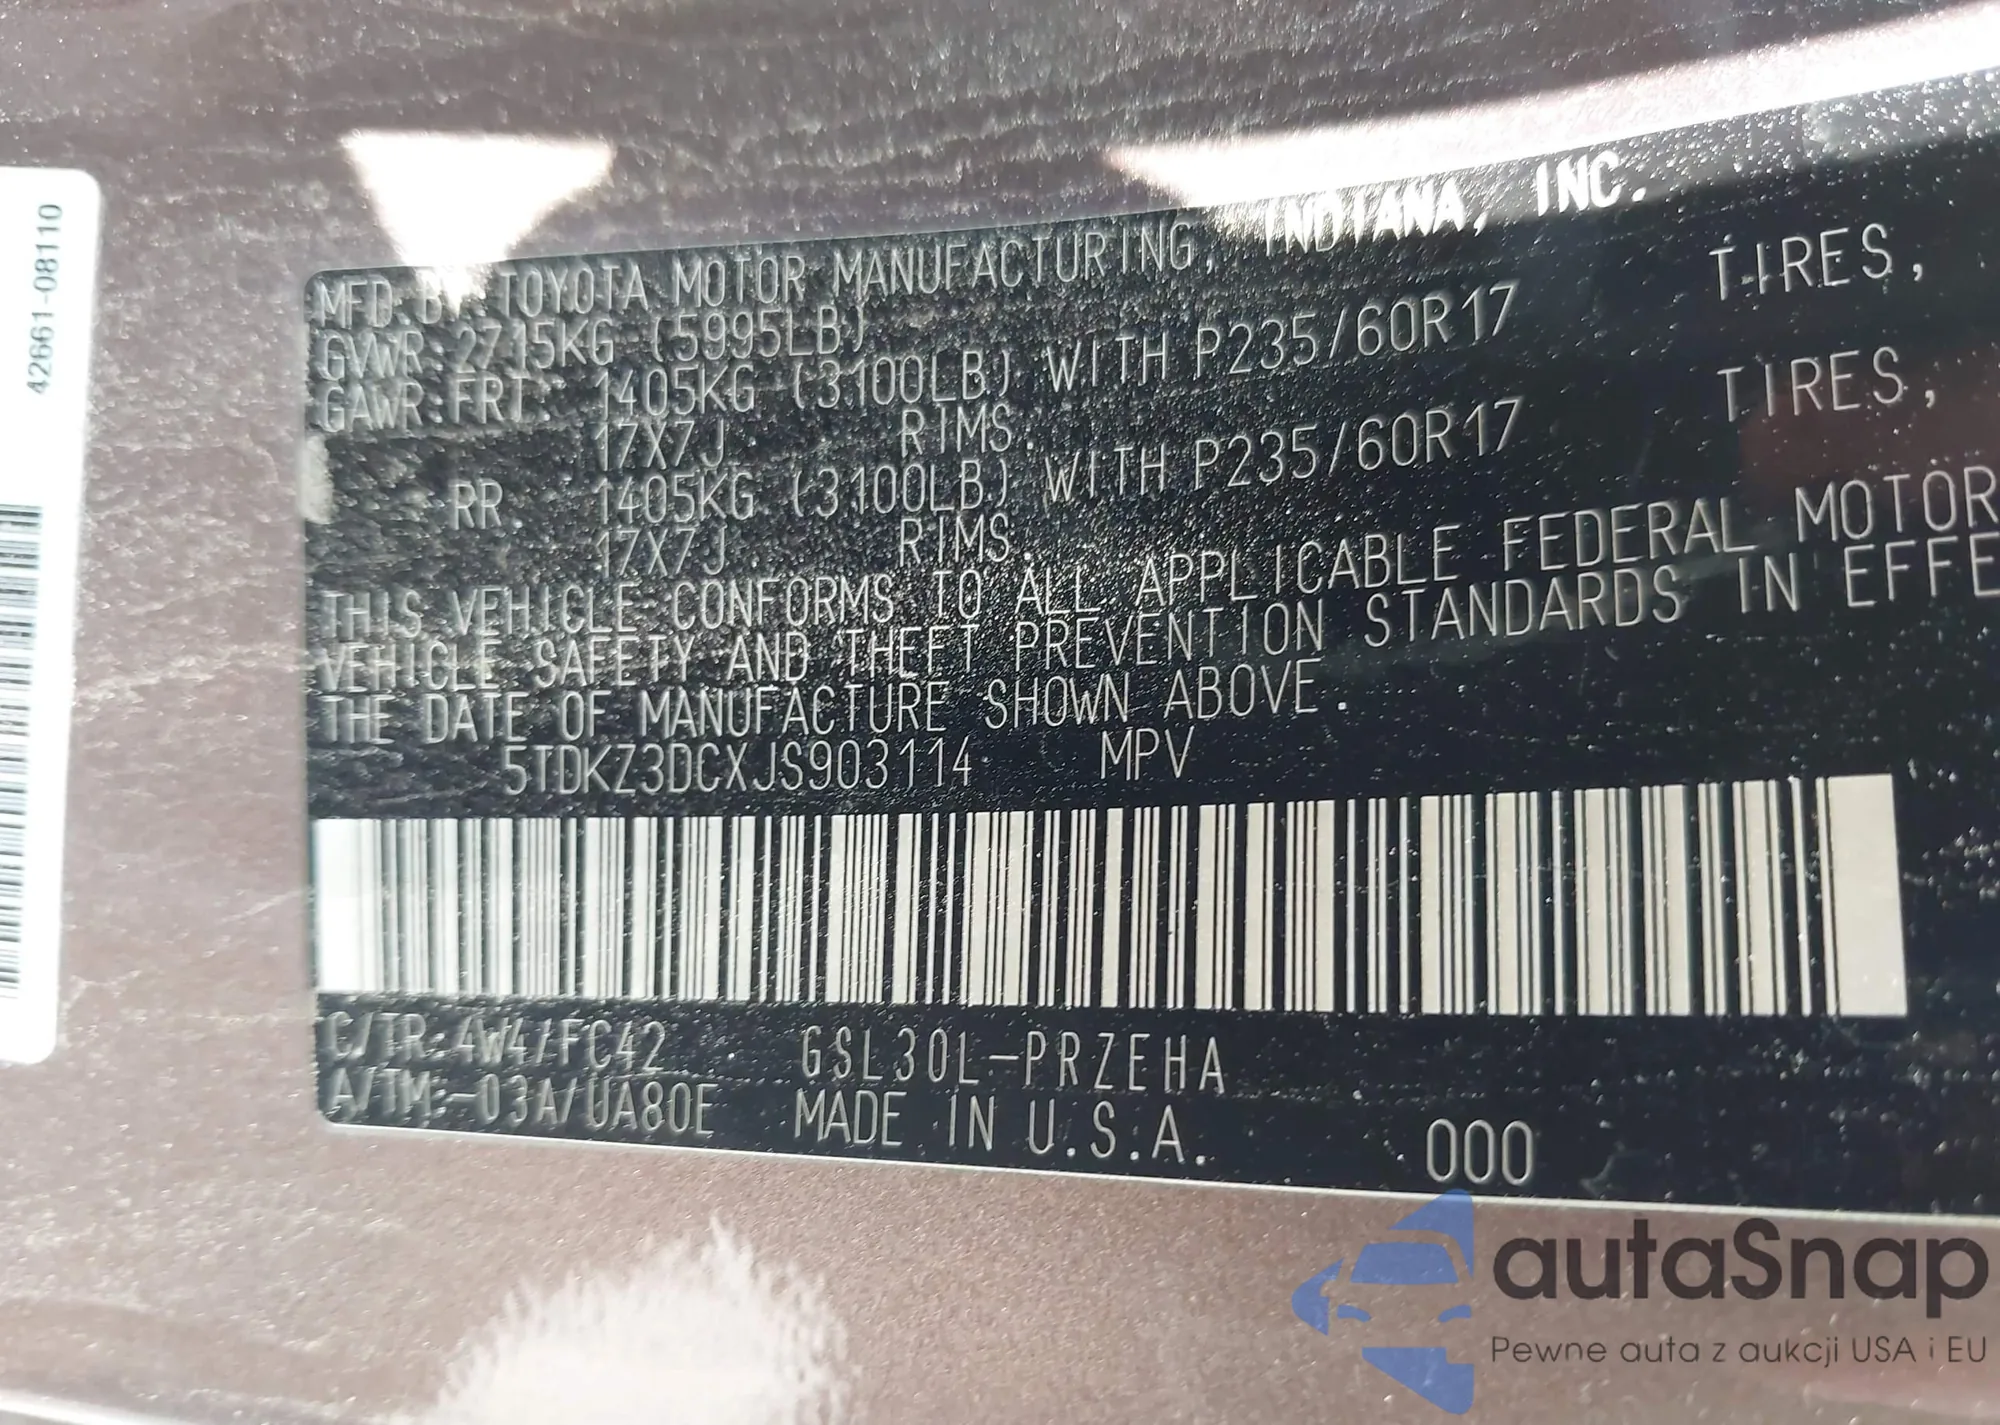 42661-08110
MFD BY TOYOTA MOTOR MANUFACTURING, INDIANA, INC.
GVWR 2715KG (5995LB)
GAWR FRT 1405KG (3100LB) WITH P235/60R17 TIRES,
17X7J RIMS.
RR 1405KG (3100LB) WITH P235/60R17 TIRES,
17X7J RIMS.
THIS VEHICLE CONFORMS TO ALL APPLICABLE FEDERAL MOTOR
VEHICLE SAFETY AND THEFT PREVENTION STANDARDS IN EFFE
THE DATE OF MANUFACTURE SHOWN ABOVE.
5TDKZ3DCXJS903114 MPV
C/TR:4W4/FC42 GSL30L-PRZEHA
A/TM:-03A/UA80E MADE IN U.S.A. 000
autaSnap
Pewne auta z aukcji USA i EU